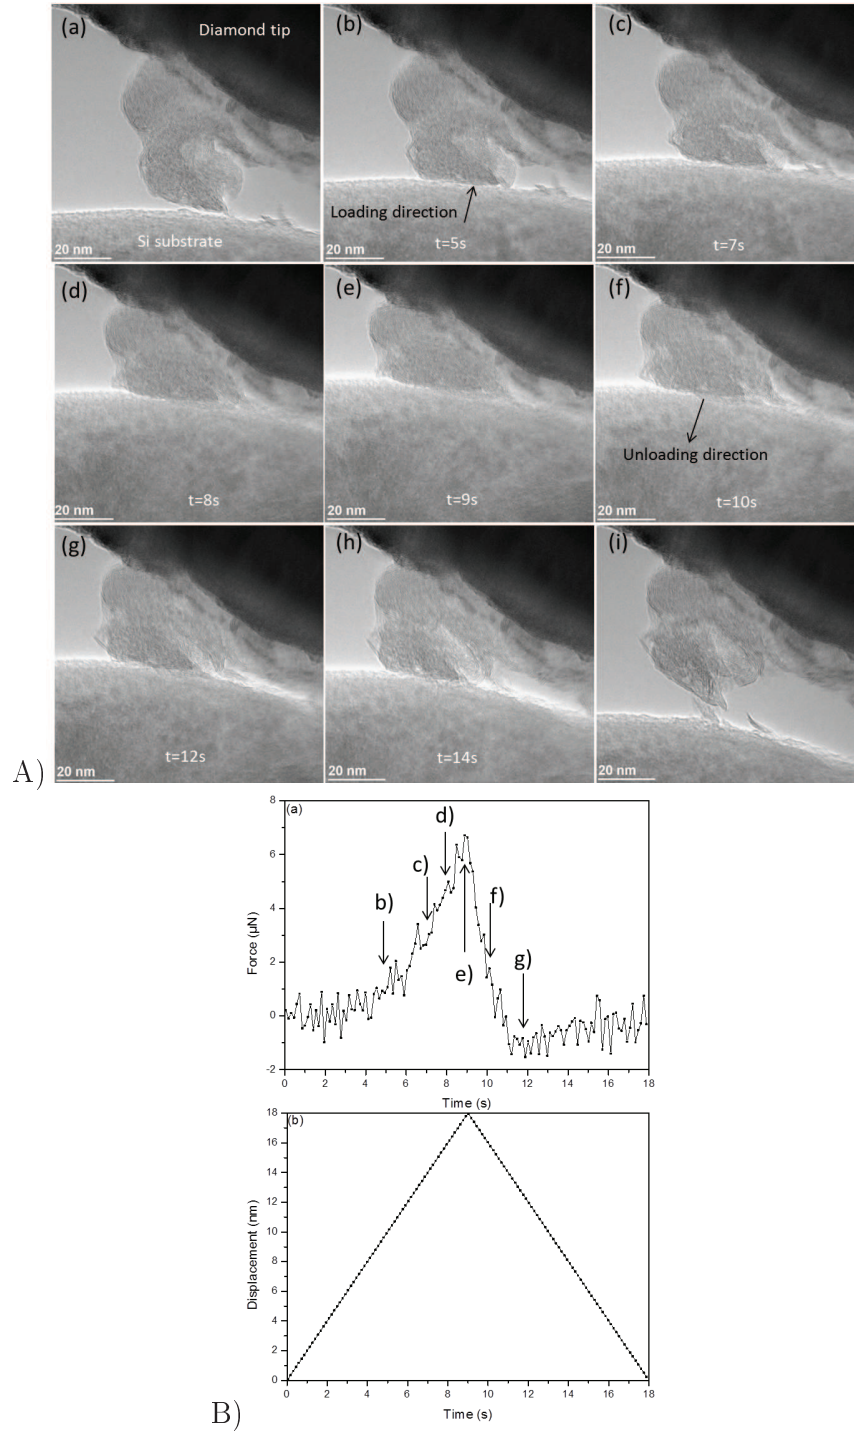 (a)
Diamond tip
Si substrate
20 nm
(b)
Loading direction
t=5s
20 nm
(c)
t=7s
20 nm
(d)
t=8s
20 nm
(e)
t=9s
20 nm
(f)
Unloading direction
t=10s
20 nm
(g)
t=12s
20 nm
(h)
t=14s
20 nm
(i)
20 nm
A)
(a)
8
6
4
2
0
-2
Force (µN)
b)
c)
d)
e)
f)
g)
0 2 4 6 8 10 12 14 16 18
Time (s)
(b)
18
16
14
12
10
8
6
4
2
0
Displacement (nm)
0 2 4 6 8 10 12 14 16 18
Time (s)
B)